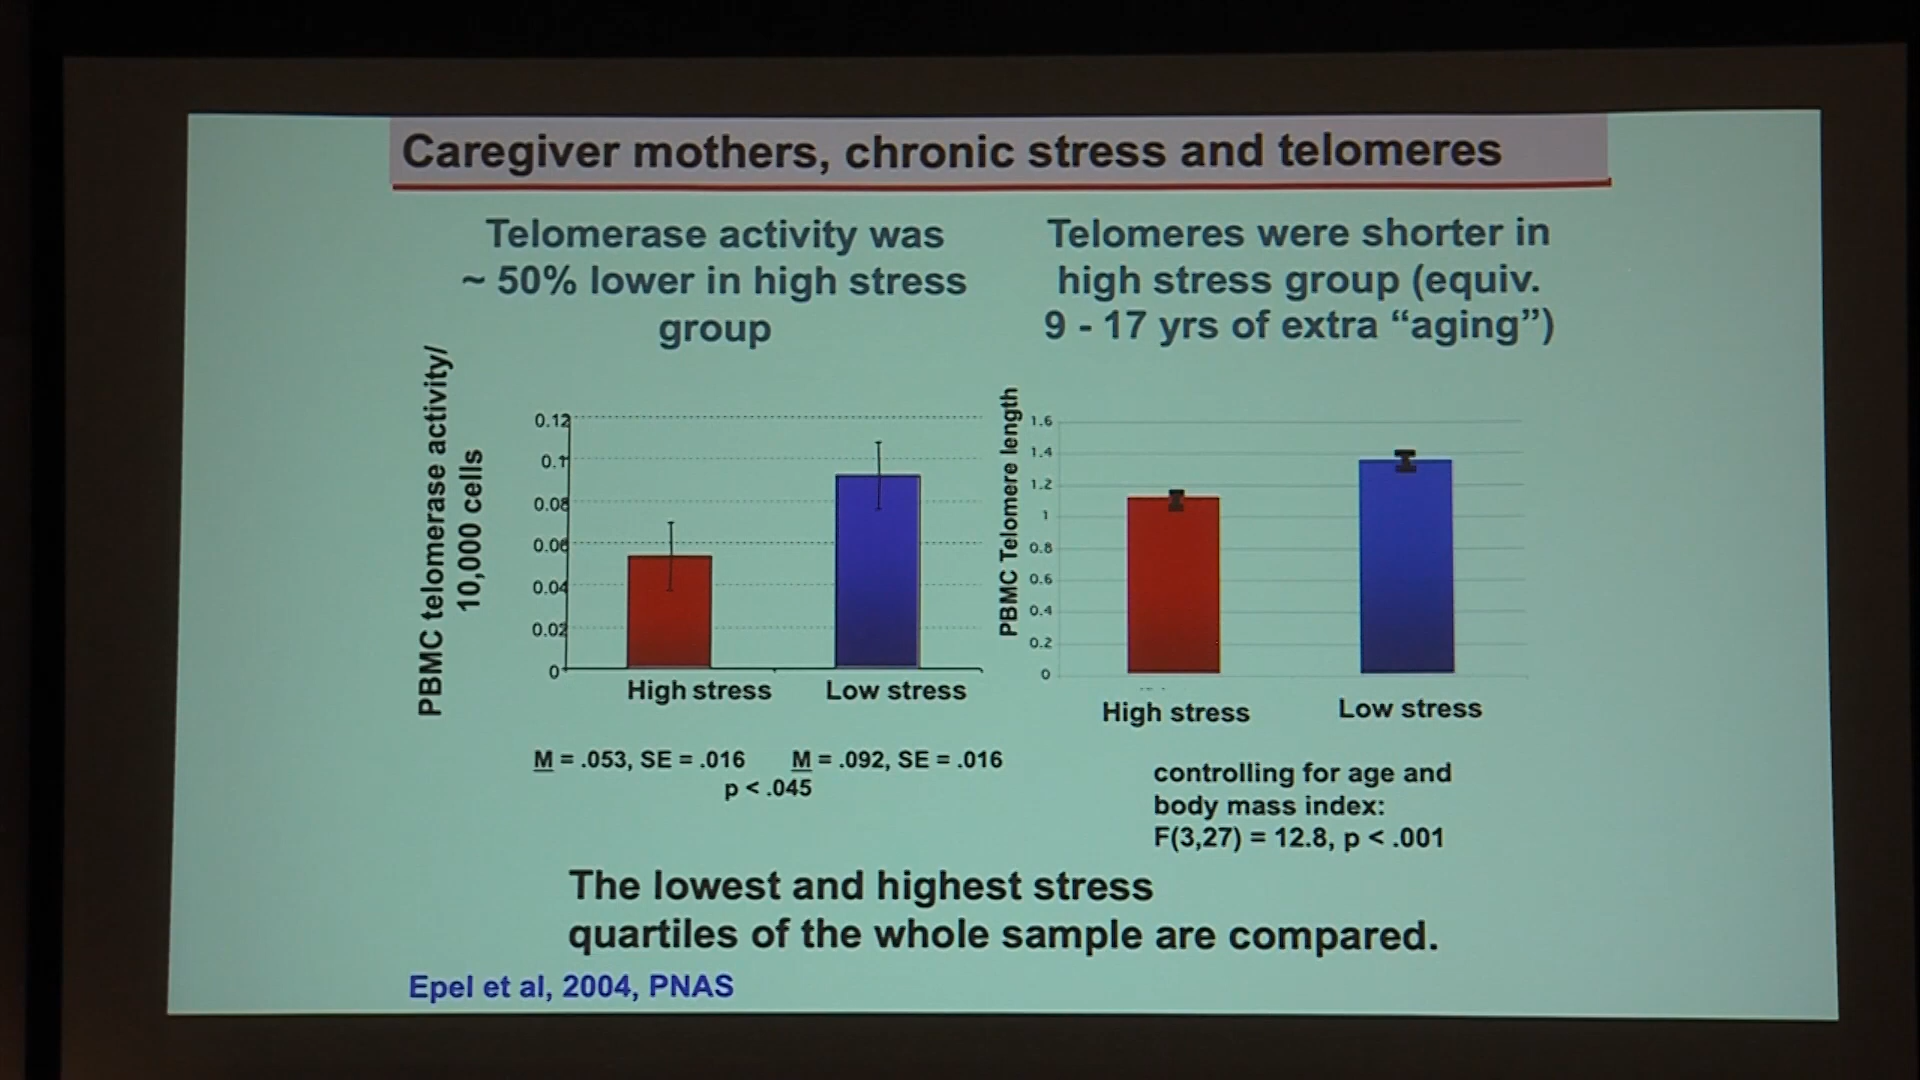 Caregiver mothers, chronic stress and telomeres
Telomerase activity was
~ 50% lower in high stress
group
Telomeres were shorter in
high stress group (equiv.
9 - 17 yrs of extra “aging”)
PBMC telomerase activity/
10,000 cells
0.12
0.1
0.08
0.06
0.04
0.02
0
High stress
Low stress
M = .053, SE = .016
M = .092, SE = .016
p < .045
PBMC Telomere length
1.6
1.4
1.2
1
0.8
0.6
0.4
0.2
0
High stress
Low stress
controlling for age and
body mass index:
F(3,27) = 12.8, p < .001
The lowest and highest stress
quartiles of the whole sample are compared.
Epel et al, 2004, PNAS